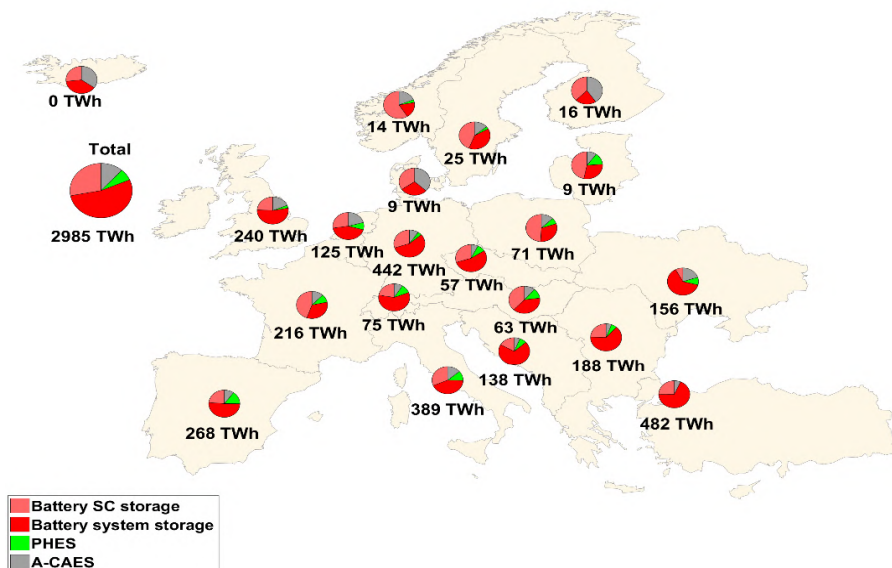 0 TWh
14 TWh
16 TWh
25 TWh
Total
9 TWh
9 TWh
2985 TWh
240 TWh
125 TWh
71 TWh
442 TWh
57 TWh
156 TWh
216 TWh
75 TWh
63 TWh
138 TWh
188 TWh
389 TWh
482 TWh
268 TWh
Battery SC storage
Battery system storage
PHES
A-CAES